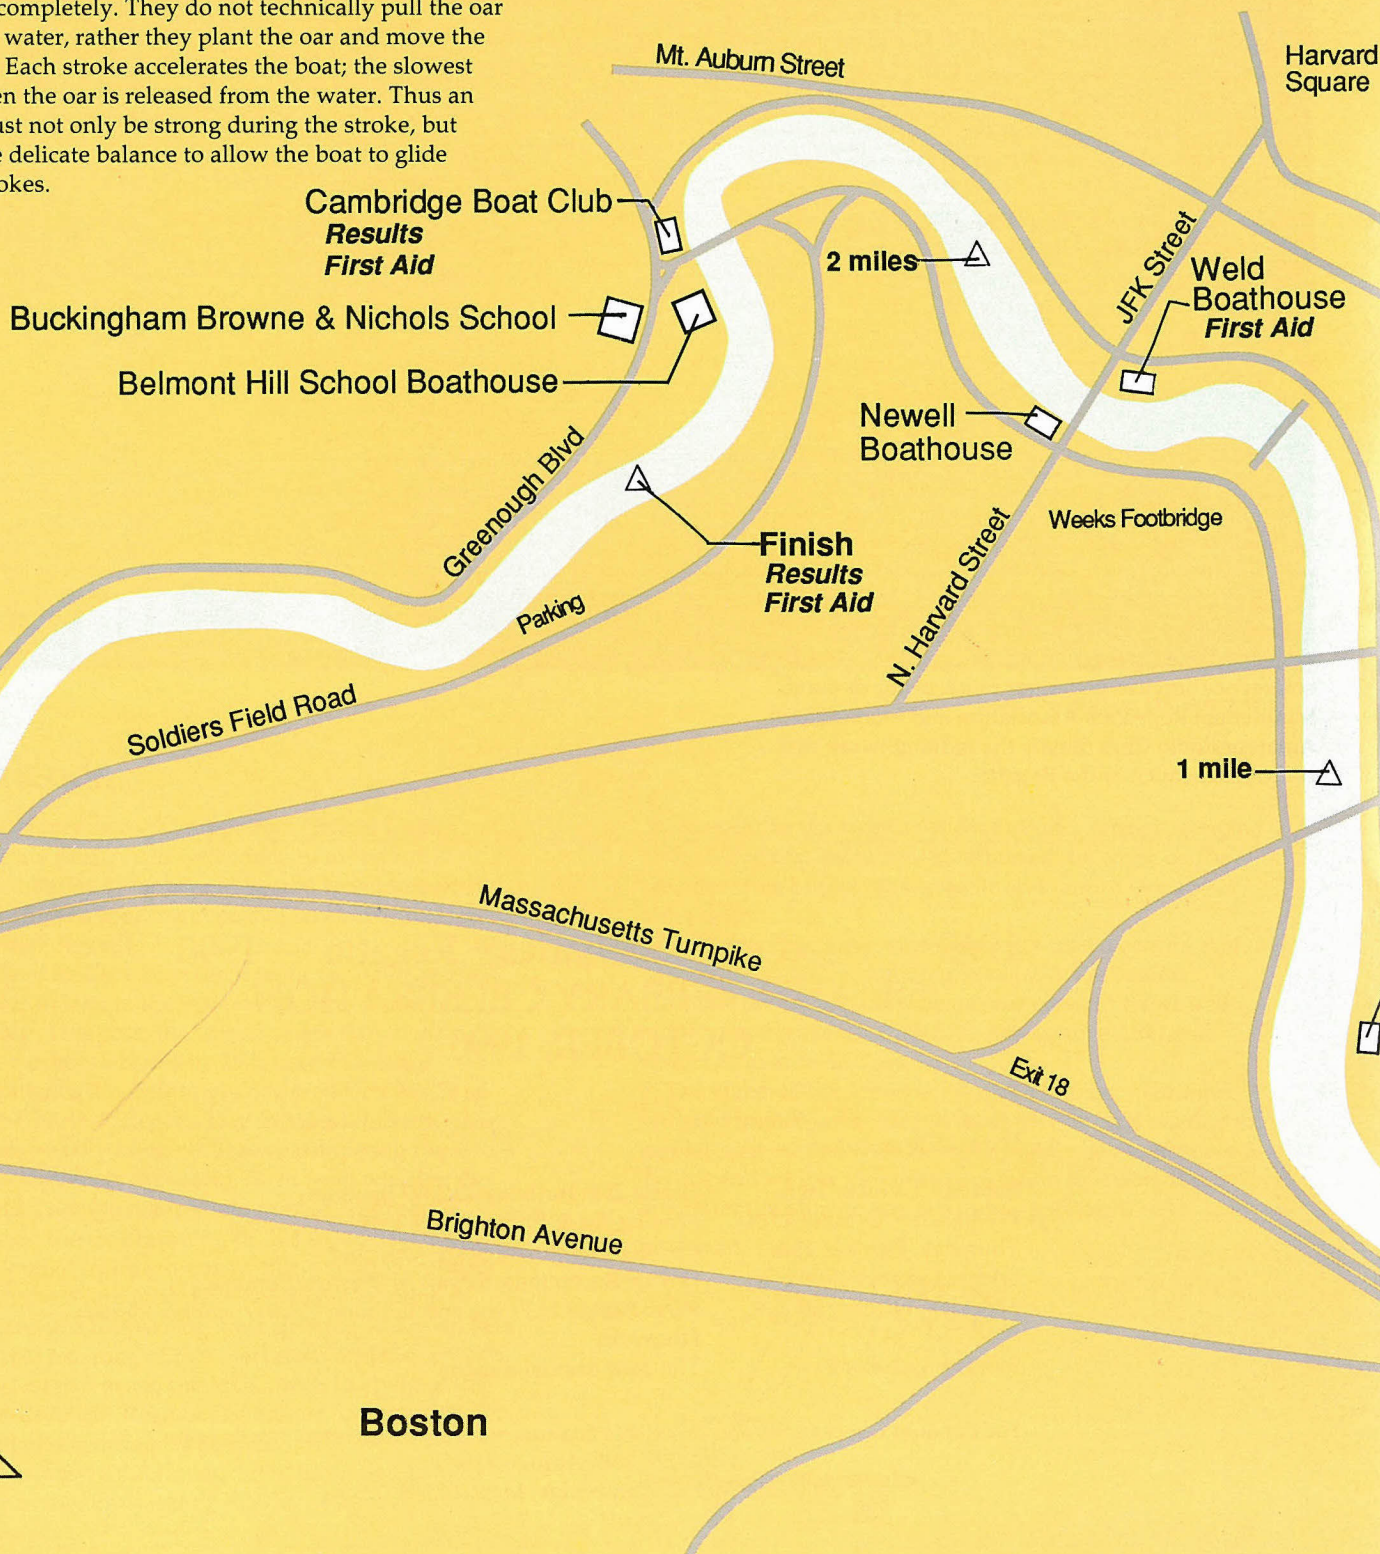 completely. They do not technically pull the oar
water, rather they plant the oar and move the
Each stroke accelerates the boat; the slowest
the oar is released from the water. Thus an
not only be strong during the stroke, but
delicate balance to allow the boat to glide
Mt. Auburn Street
Harvard
Square
Cambridge Boat Club
Results
First Aid
2 miles
JFK Street
Weld
Boathouse
First Aid
Buckingham Browne & Nichols School
Belmont Hill School Boathouse
Newell
Boathouse
Greenough Blvd
Weeks Footbridge
Finish
Results
First Aid
Parking
N. Harvard Street
Soldiers Field Road
1 mile
Massachusetts Turnpike
Exit 18
Brighton Avenue
Boston